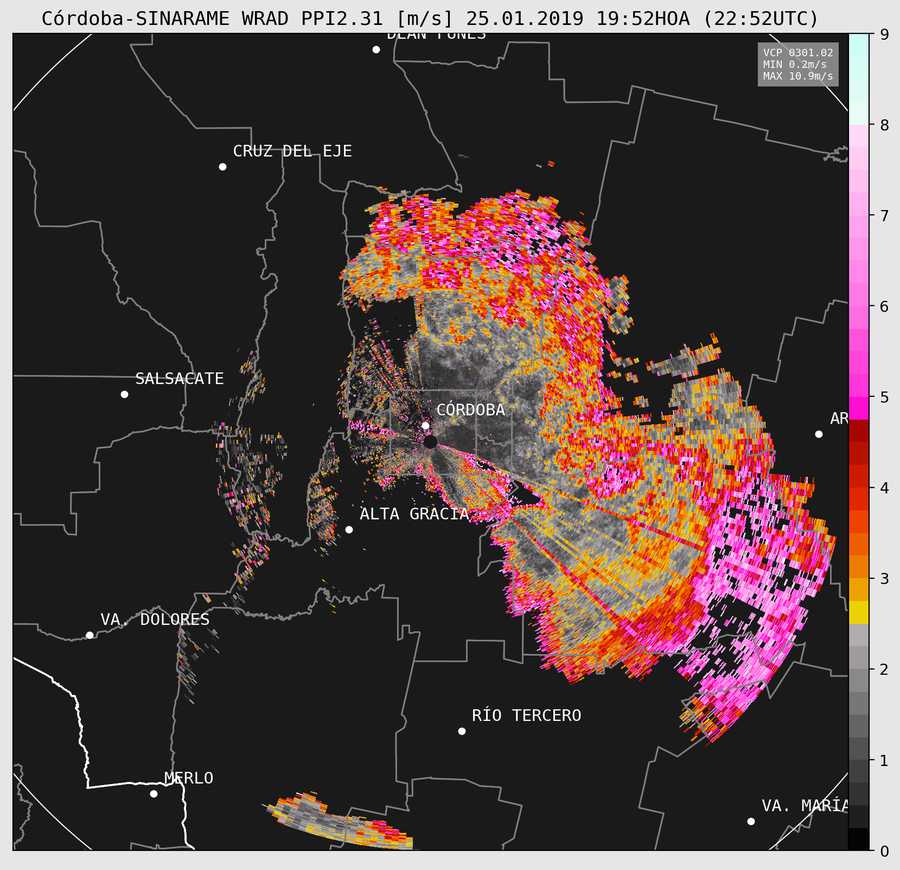 Córdoba-SINARAME WRAD PPI2.31 [m/s] 25.01.2019 19:52HOA (22:52UTC)
DEAN FUNES
VCP 0301.02
MIN 0.2m/s
MAX 10.9m/s
CRUZ DEL EJE
SALSACATE
CÓRDOBA
AR
ALTA GRACIA
VA. DOLORES
RÍO TERCERO
MERLO
VA. MARÍA
9
8
7
6
5
4
3
2
1
0